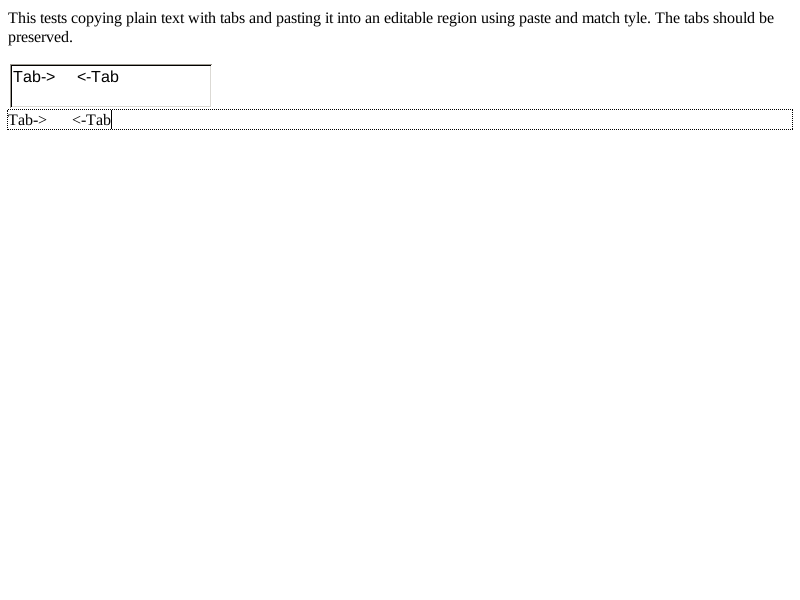 This tests copying plain text with tabs and pasting it into an editable region using paste and match tyle. The tabs should be
preserved.
Tab->	<-Tab
Tab->	<-Tab